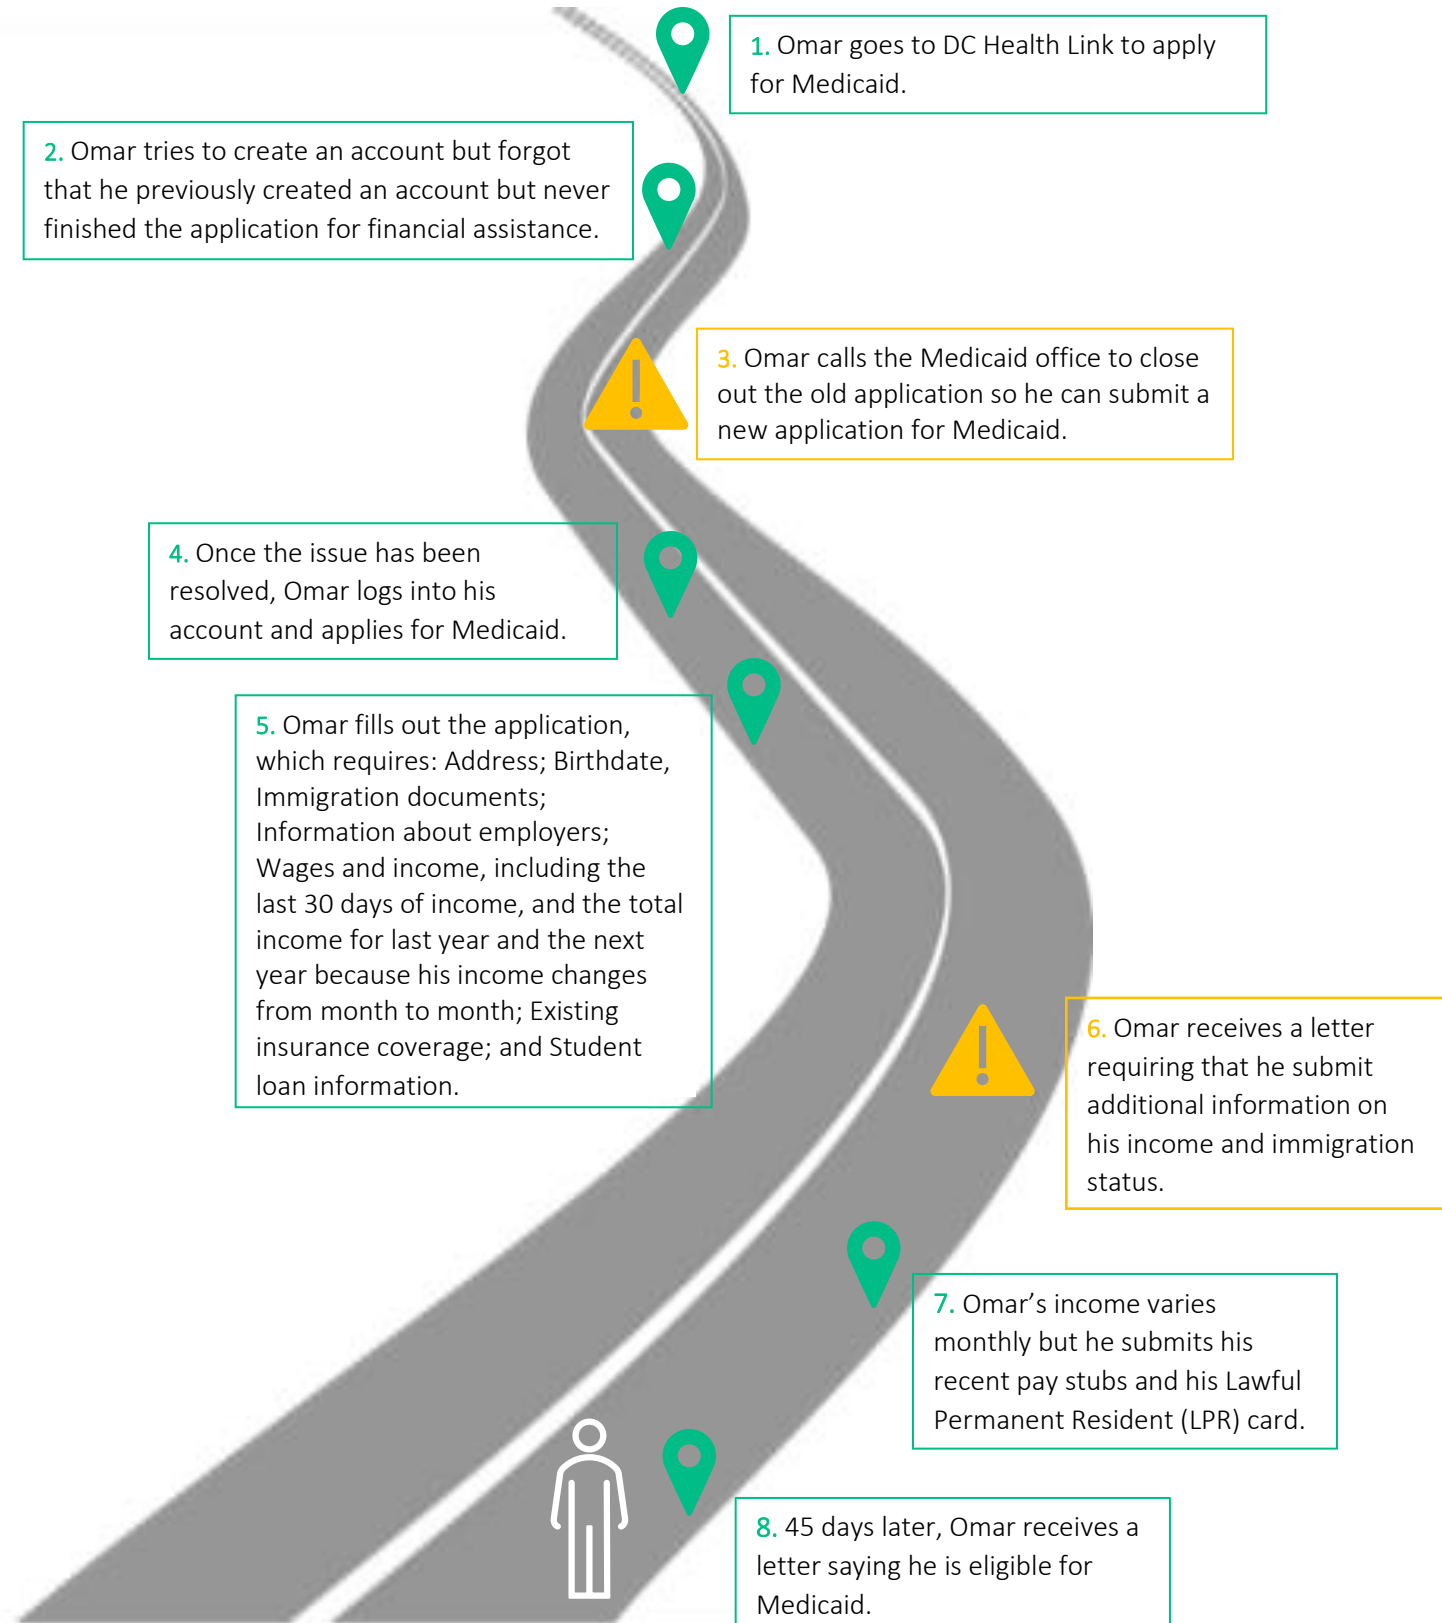 1. Omar goes to DC Health Link to apply
for Medicaid.
2. Omar tries to create an account but forgot
that he previously created an account but never
finished the application for financial assistance.
3. Omar calls the Medicaid office to close
out the old application so he can submit a
new application for Medicaid.
4. Once the issue has been
resolved, Omar logs into his
account and applies for Medicaid.
5. Omar fills out the application,
which requires: Address; Birthdate,
Immigration documents;
Information about employers;
Wages and income, including the
last 30 days of income, and the total
income for last year and the next
year because his income changes
from month to month; Existing
insurance coverage; and Student
loan information.
6. Omar receives a letter
requiring that he submit
additional information on
his income and immigration
status.
7. Omar’s income varies
monthly but he submits his
recent pay stubs and his Lawful
Permanent Resident (LPR) card.
8. 45 days later, Omar receives a
letter saying he is eligible for
Medicaid.